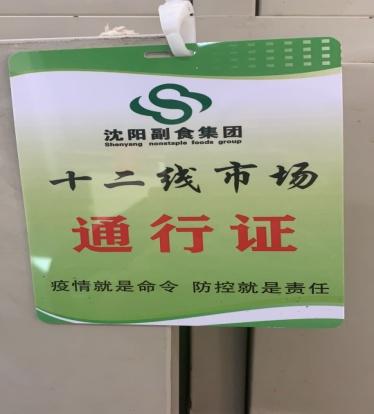 沈阳副食集团
Shenyang nonstaple foods group
十二线市场
通行证
疫情就是命令 防控就是责任